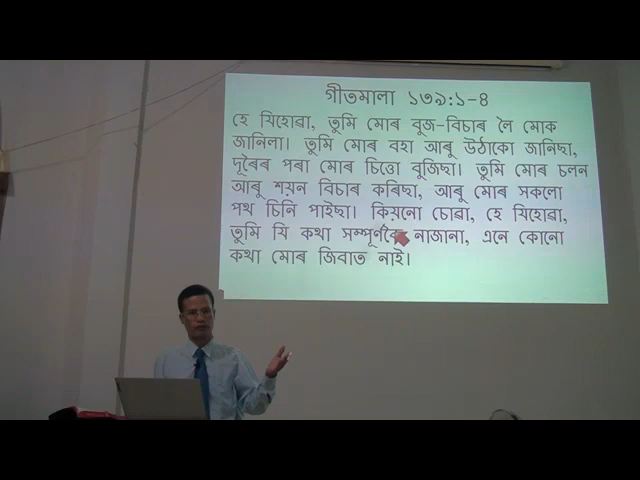 গীতমালা ১৩৯:১-৪
হে যিহোৱা, তুমি মোৰ বুজ-বিচাৰ লৈ মোক
জানিলা। তুমি মোৰ বহা আৰু উঠাকো জানিছা,
দূৰৈৰ পৰা মোৰ চিত্তো বুজিছা। তুমি মোৰ চলন
আৰু শয়ন বিচাৰ কৰিছা, আৰু মোৰ সকলো
পথ চিনি পাইছা। কিয়নো চোৱা, হে যিহোৱা,
তুমি যি কথা সম্পূৰ্ণকৈ নাজানা, এনে কোনো
কথা মোৰ জিবাত নাই।